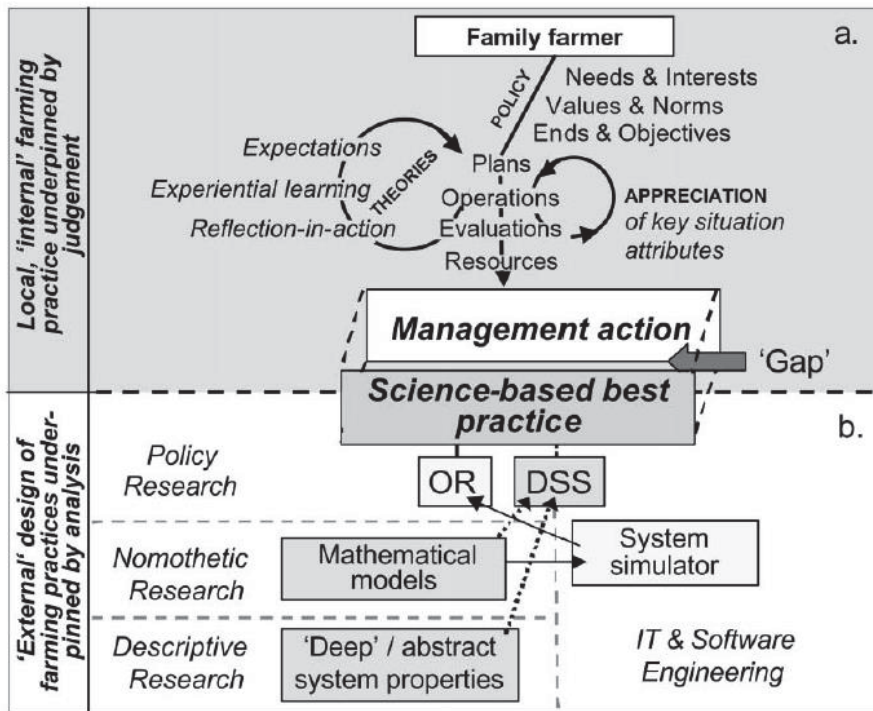 a.
Family farmer
Local, ‘internal’ farming
practice underpinned by
judgement
POLICY
Needs & Interests
Values & Norms
Ends & Objectives
Expectations
Experiential learning
Reflection-in-action
THEORIES
Plans
Operations
Evaluations
Resources
APPRECIATION
of key situation
attributes
Management action
‘Gap’
Science-based best
practice
b.
‘External‘ design of
farming practices under-
pinned by analysis
Policy
Research
OR
DSS
Nomothetic
Research
Mathematical
models
System
simulator
Descriptive
Research
‘Deep’ / abstract
system properties
IT & Software
Engineering